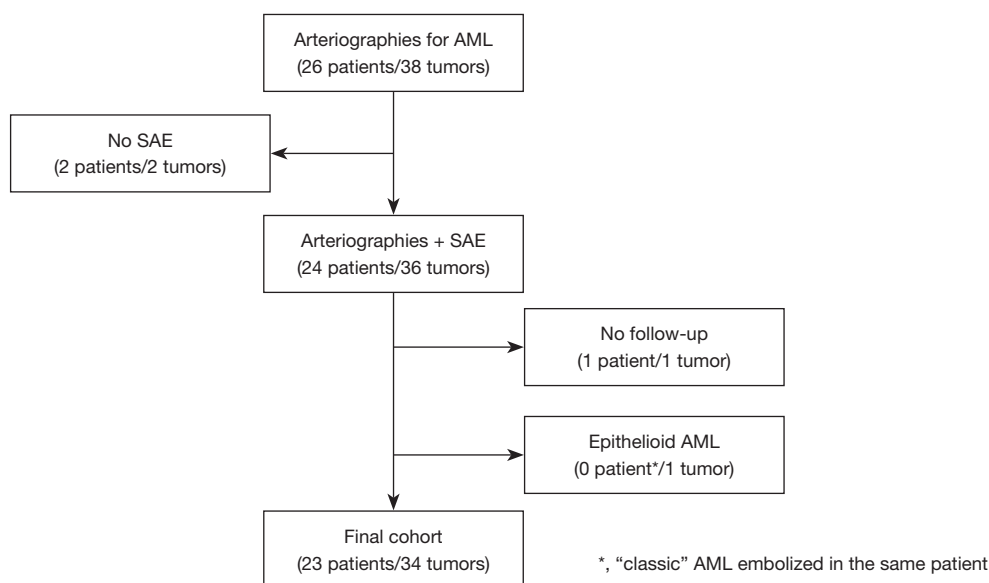 Arteriographies for AML
(26 patients/38 tumors)
No SAE
(2 patients/2 tumors)
Arteriographies + SAE
(24 patients/36 tumors)
No follow-up
(1 patient/1 tumor)
Epithelioid AML
(0 patient*/1 tumor)
Final cohort
(23 patients/34 tumors)
*, “classic” AML embolized in the same patient